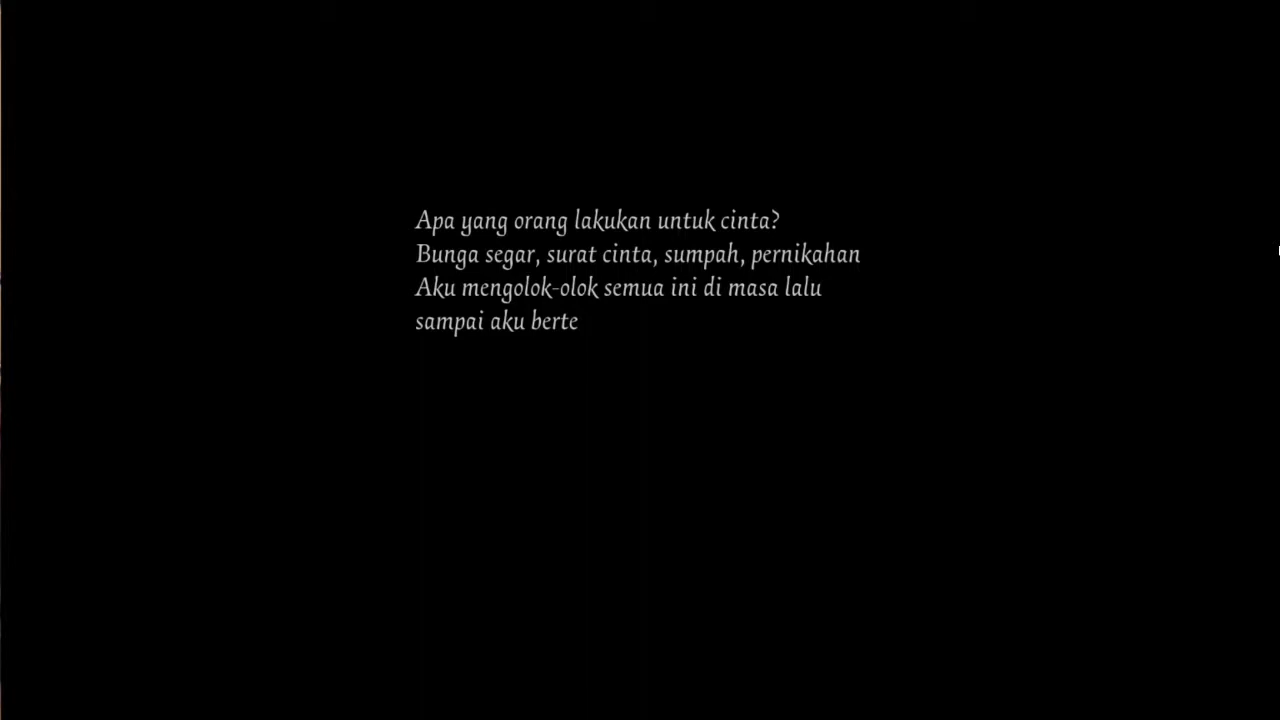 Apa yang orang lakukan untuk cinta?
Bunga segar, surat cinta, sumpah, pernikahan
Aku mengolok-olok semua ini di masa lalu
sampai aku berte